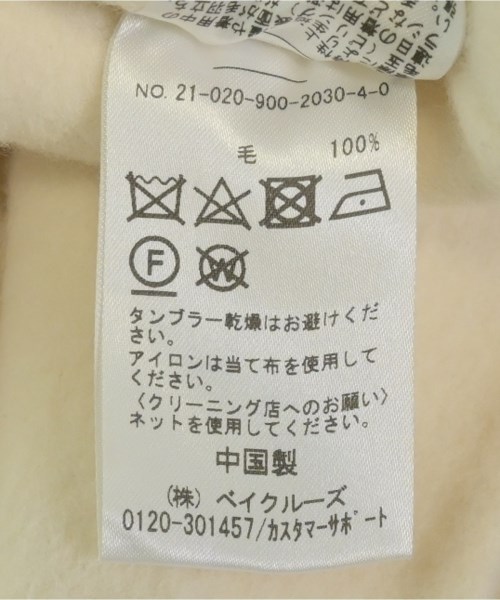 NO. 21-020-900-2030-4-0
毛 100%
F
W
タンブラー乾燥はお避けくだ
さい。
アイロンは当て布を使用して
ください。
〈クリーニング店へのお願い〉
ネットを使用してください。
中国製
(株) ベイクルーズ
0120-301457/カスタマーサポート